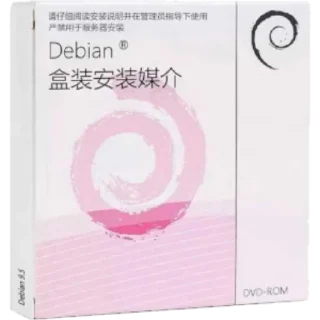 请仔细阅读安装说明并在管理员指导下使用
严禁用于服务器安装
Debian ®
盒装安装媒介
Debian 9.5
DVD-ROM